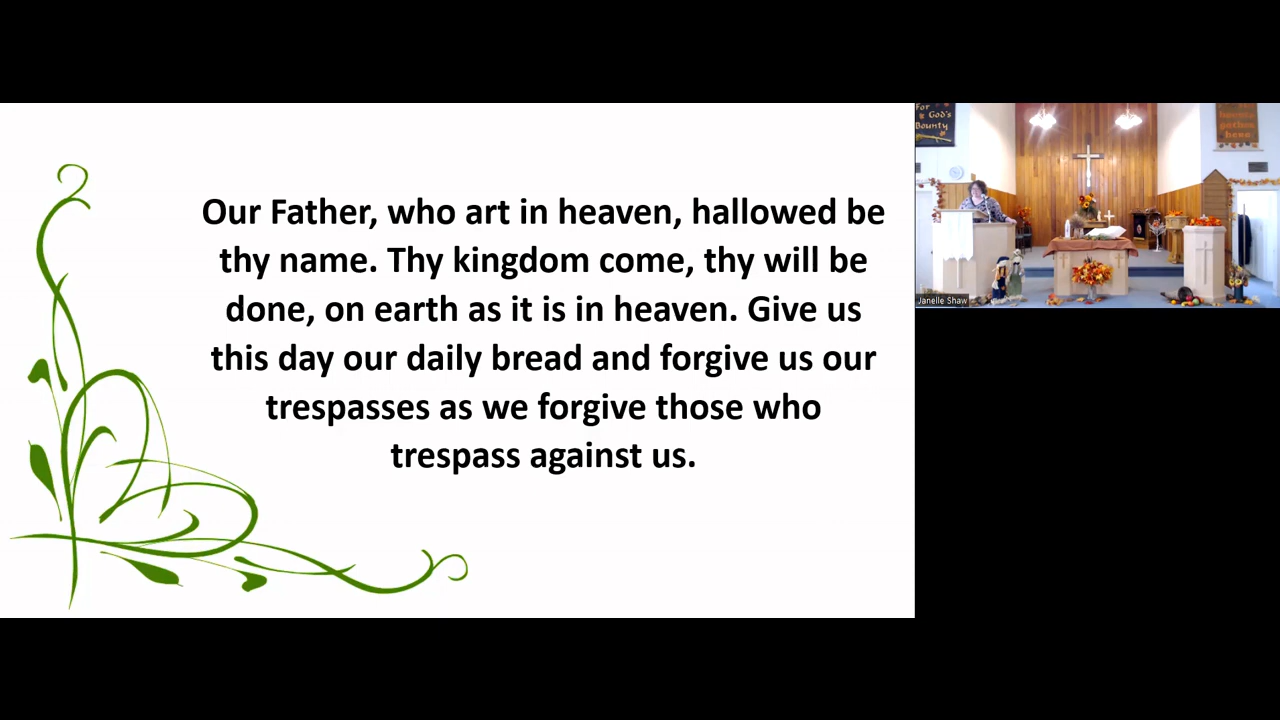 Our Father, who art in heaven, hallowed be
thy name. Thy kingdom come, thy will be
done, on earth as it is in heaven. Give us
this day our daily bread and forgive us our
trespasses as we forgive those who
trespass against us.
For
God's
Bounty
gather
here
Janelle Shaw